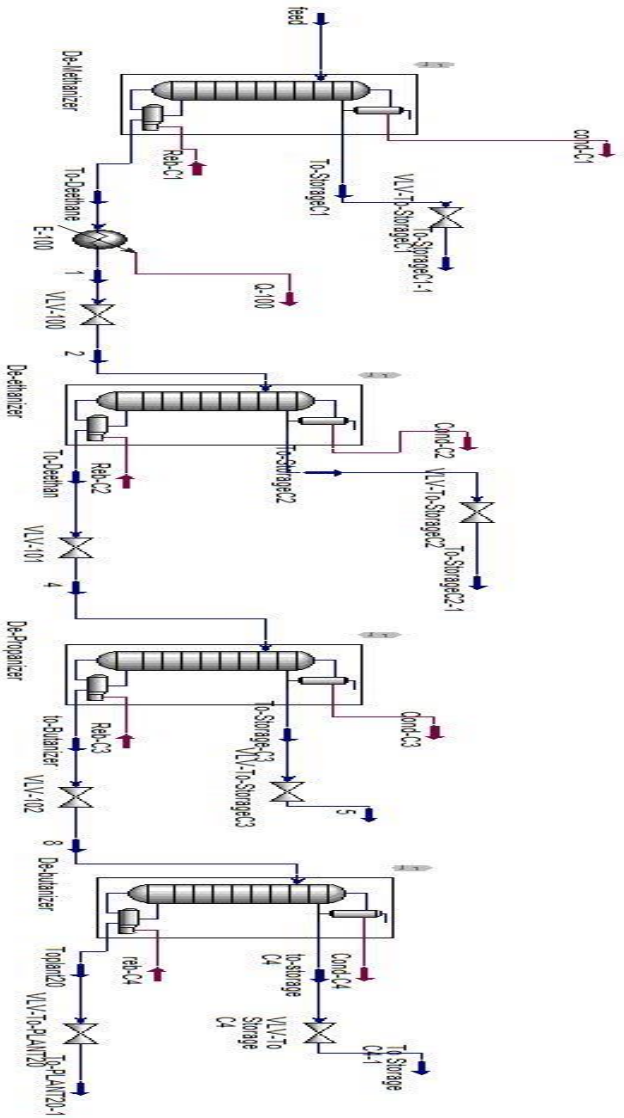 feed
De-Methanizer
cond-C1
Reb-C1
To-StorageC1
VLV-To-StorageC1
To-StorageC1-1
To-Deethane
E-100
Q-100
1
VLV-100
2
De-ethanizer
Cond-C2
Reb-C2
To-StorageC2
VLV-To-StorageC2
To-StorageC2-1
To-Deethan
VLV-101
4
De-Propanizer
Cond-C3
Reb-C3
To-Storage-C3
VLV-To-StorageC3
5
to-Butanizer
VLV-102
8
De-butanizer
Cond-C4
reb-C4
to-storage
C4
VLV-To
Storage
C4
To Storage
C4-1
Toplant20
VLV-To-PLANT20
To-PLANT20-1